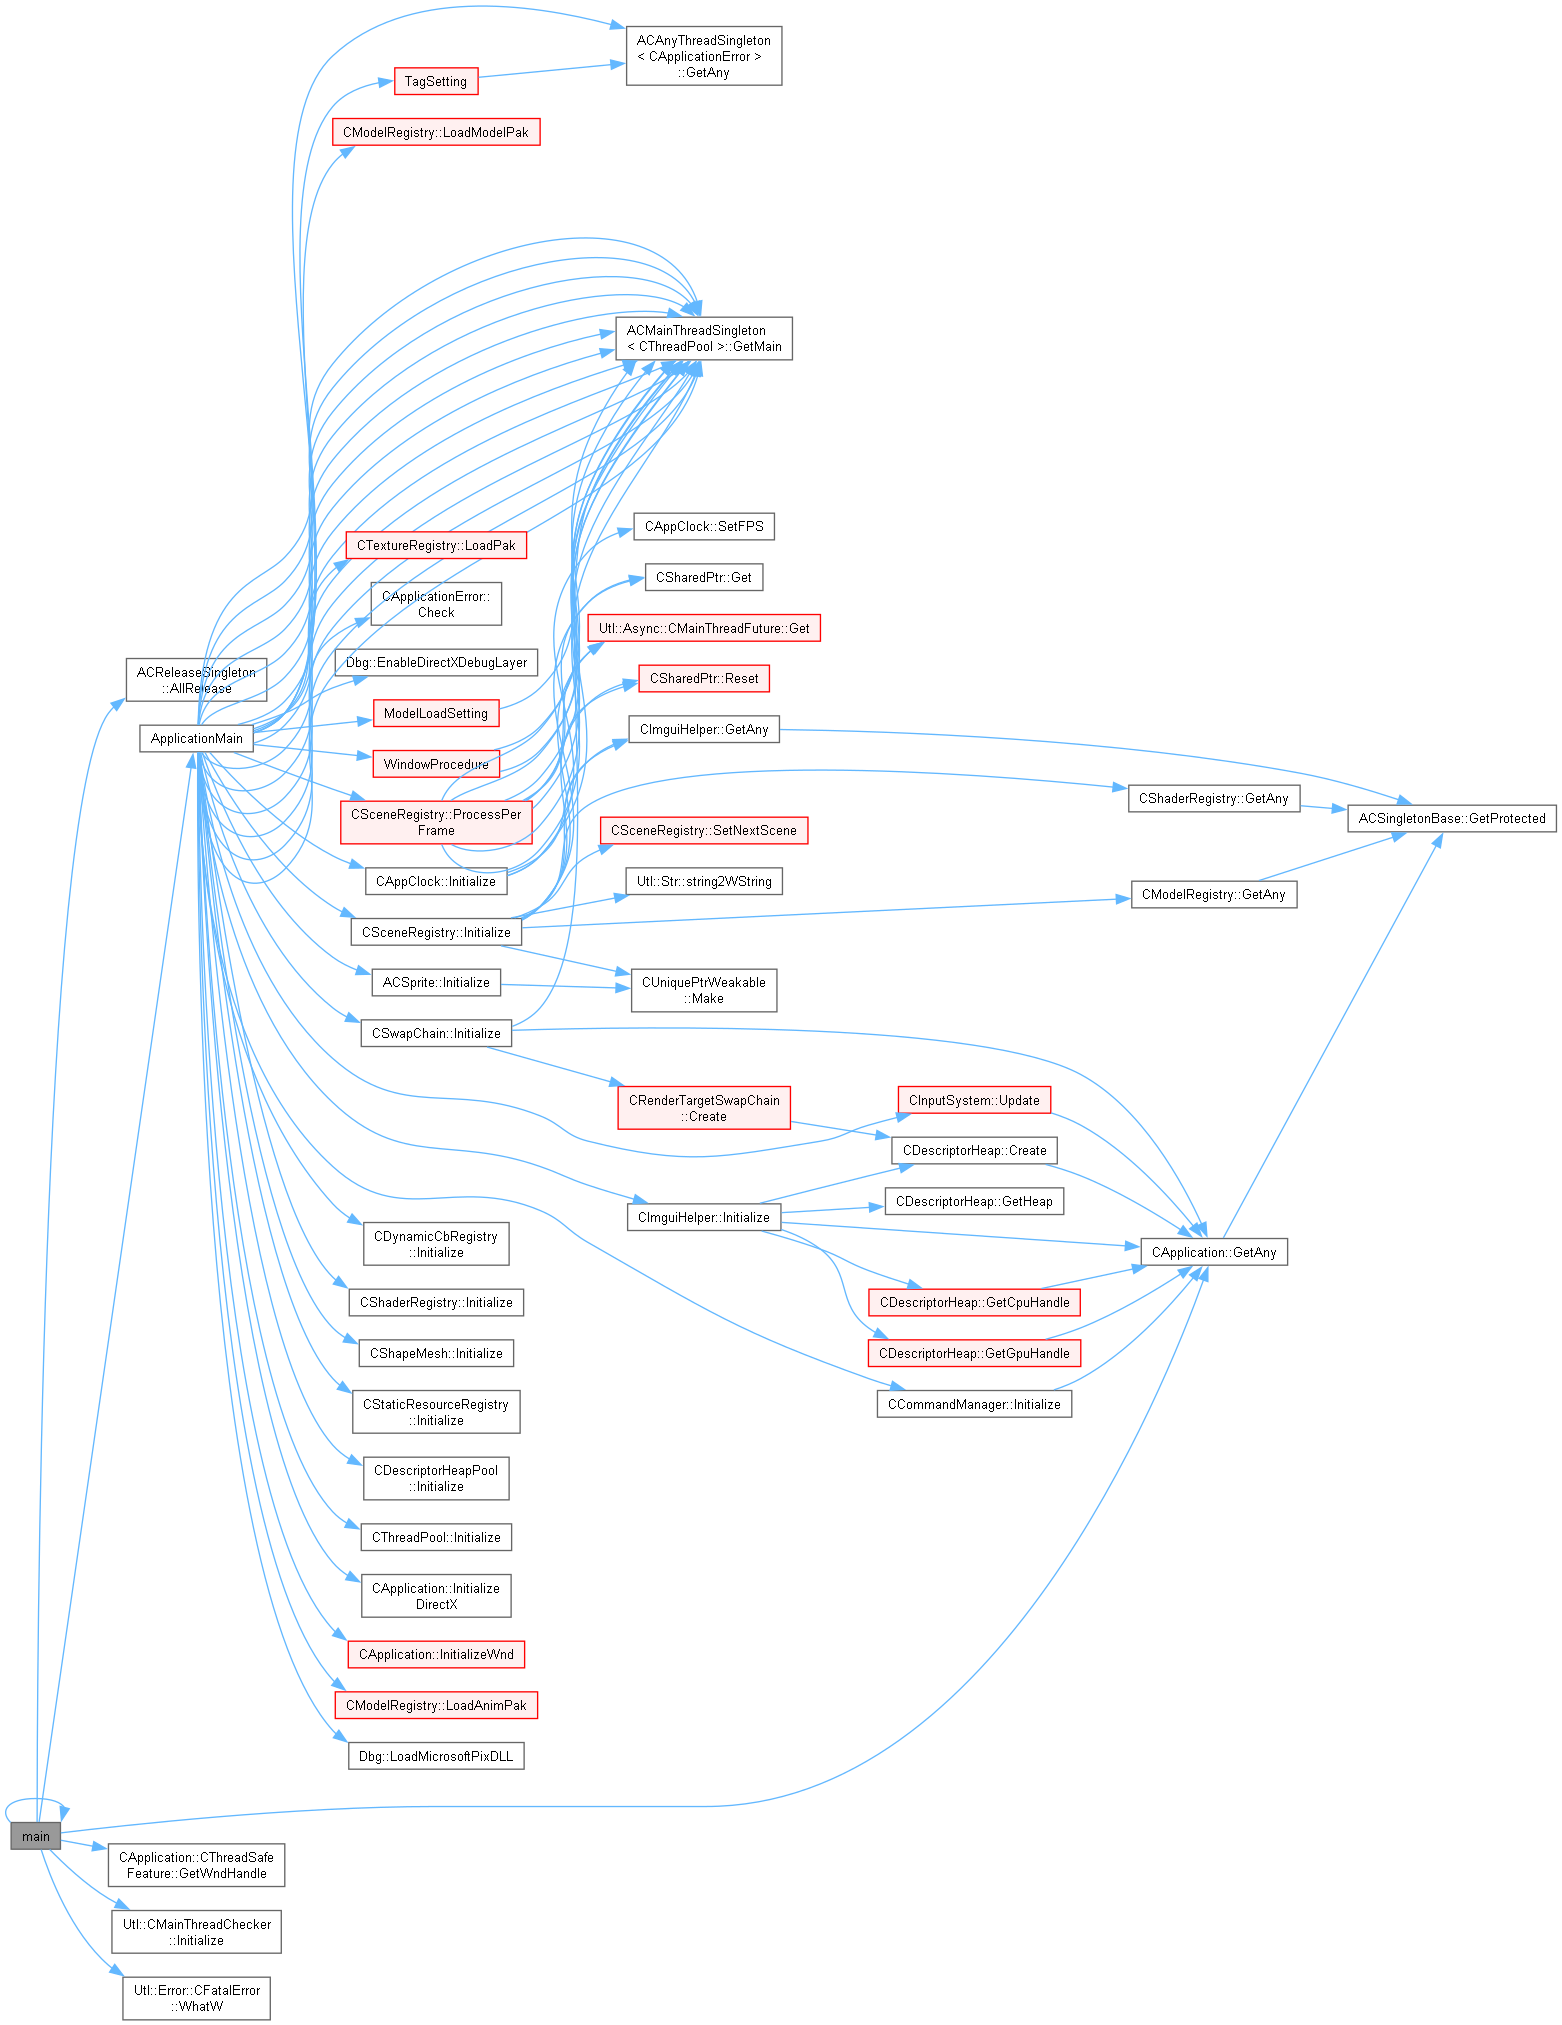 ACAnyThreadSingleton
< CApplicationError >
::GetAny
TagSetting
CModelRegistry::LoadModelPak
ACMainThreadSingleton
< CThreadPool >::GetMain
CAppClock::SetFPS
CTextureRegistry::LoadPak
CSharedPtr::Get
CApplicationError::
Check
Utl::Async::CMainThreadFuture::Get
Dbg::EnableDirectXDebugLayer
ACReleaseSingleton
::AllRelease
CSharedPtr::Reset
ModelLoadSetting
CImguiHelper::GetAny
ApplicationMain
WindowProcedure
CShaderRegistry::GetAny
CSceneRegistry::ProcessPer
Frame
ACSingletonBase::GetProtected
CSceneRegistry::SetNextScene
CAppClock::Initialize
Utl::Str::string2WString
CModelRegistry::GetAny
CSceneRegistry::Initialize
ACSprite::Initialize
CUniquePtrWeakable
::Make
CSwapChain::Initialize
CRenderTargetSwapChain
::Create
CInputSystem::Update
CDescriptorHeap::Create
CDescriptorHeap::GetHeap
CImguiHelper::Initialize
CDynamicCbRegistry
::Initialize
CApplication::GetAny
CShaderRegistry::Initialize
CDescriptorHeap::GetCpuHandle
CShapeMesh::Initialize
CDescriptorHeap::GetGpuHandle
CStaticResourceRegistry
::Initialize
CCommandManager::Initialize
CDescriptorHeapPool
::Initialize
CThreadPool::Initialize
CApplication::Initialize
DirectX
CApplication::InitializeWnd
CModelRegistry::LoadAnimPak
Dbg::LoadMicrosoftPixDLL
main
CApplication::CThreadSafe
Feature::GetWndHandle
Utl::CMainThreadChecker
::Initialize
Utl::Error::CFatalError
::WhatW